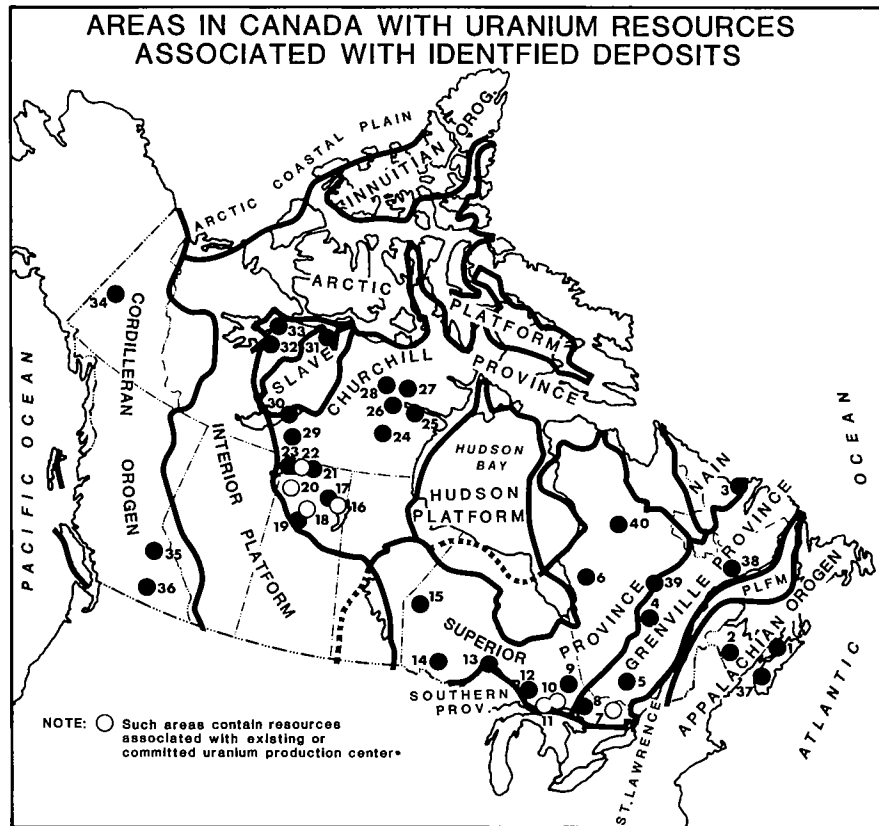 AREAS IN CANADA WITH URANIUM RESOURCES
ASSOCIATED WITH IDENTFIED DEPOSITS
ARCTIC COASTAL PLAIN
INNUITIAN OROG.
ARCTIC
PLATFORM
PROVINCE
34
CORDILLERAN
OROGEN
PACIFIC OCEAN
33
32
31
SLAVE
CHURCHILL
28
27
26
25
24
30
29
23
22
21
20
17
16
18
19
INTERIOR
PLATFORM
HUDSON
BAY
HUDSON
PLATFORM
NAIN
3
OCEAN
40
6
39
4
38
PROVINCE
GRENVILLE PROVINCE
PLFM
APPALACHIAN OROGEN
35
36
15
SUPERIOR
14
13
12
9
10
11
8
7
5
2
1
37
SOUTHERN
PROV.
ST. LAWRENCE
ATLANTIC
NOTE: Such areas contain resources
associated with existing or
committed uranium production center•